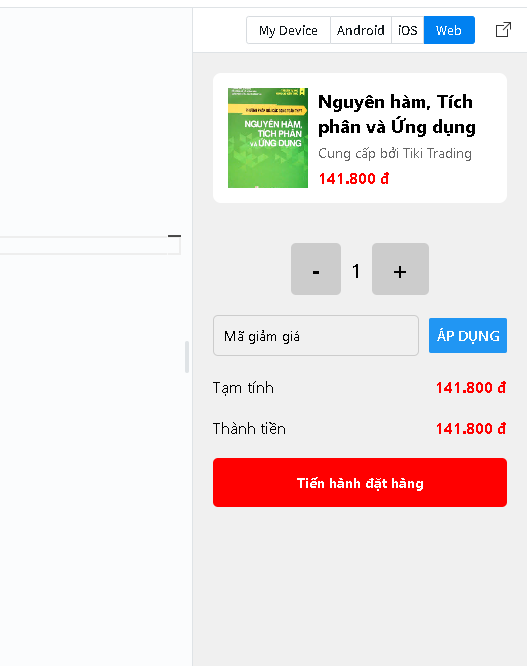 My Device Android iOS Web
NGUYÊN HÀM,
TÍCH PHÂN
VÀ ỨNG DỤNG
Nguyên hàm, Tích
phân và Ứng dụng
Cung cấp bởi Tiki Trading
141.800 đ
- 1 +
Mã giảm giá ÁP DỤNG
Tạm tính 141.800 đ
Thành tiền 141.800 đ
Tiến hành đặt hàng